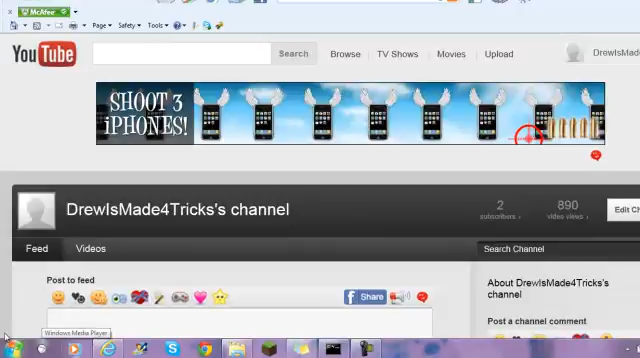 McAfee
Page Safety Tools
YouTube Search Browse TV Shows Movies Upload DrewIsMade
SHOOT 3
iPHONES!
DrewIsMade4Tricks's channel
2
subscribers
890
video views
Edit Ch
Feed Videos
Search Channel
Post to feed
Share
About DrewIsMade4Tricks's
channel
Post a channel comment
Windows Media Player